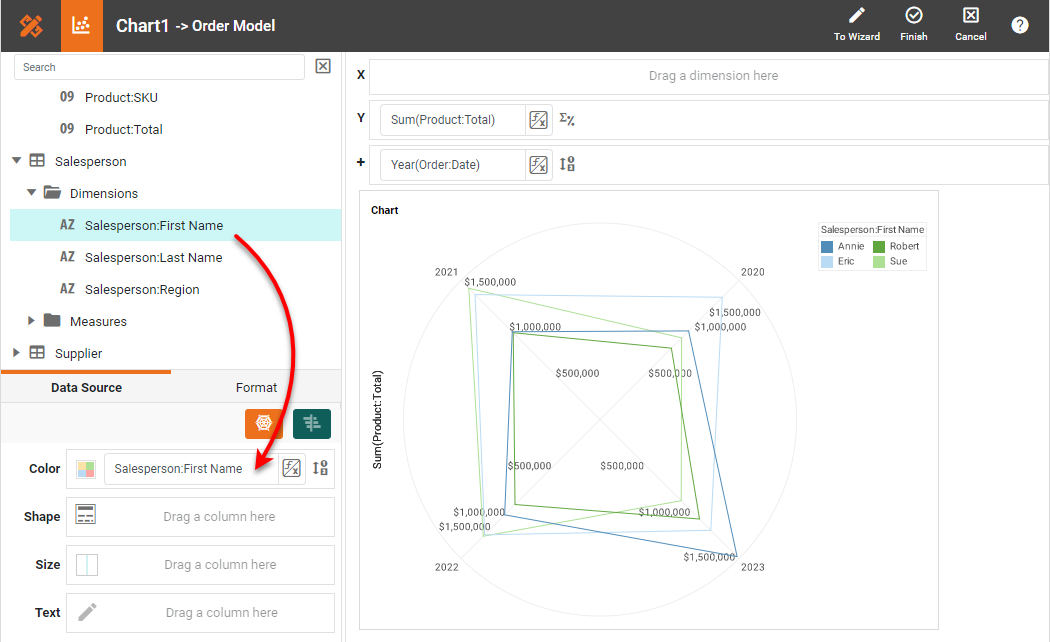 Chart1 -> Order Model
To Wizard
Finish
Cancel
?
Search
09 Product:SKU
09 Product:Total
Salesperson
Dimensions
AZ Salesperson:First Name
AZ Salesperson:Last Name
AZ Salesperson:Region
Measures
Supplier
Data Source
Format
Color
Salesperson:First Name
Shape
Drag a column here
Size
Drag a column here
Text
Drag a column here
X
Drag a dimension here
Y
Sum(Product:Total)
+
Year(Order:Date)
Chart
Salesperson:First Name
Annie
Robert
Eric
Sue
2021
2020
$1,500,000
$1,500,000
$1,000,000
$1,000,000
$500,000
$500,000
Sum(Product:Total)
$500,000
$500,000
$1,000,000
$1,000,000
$1,500,000
$1,500,000
2022
2023